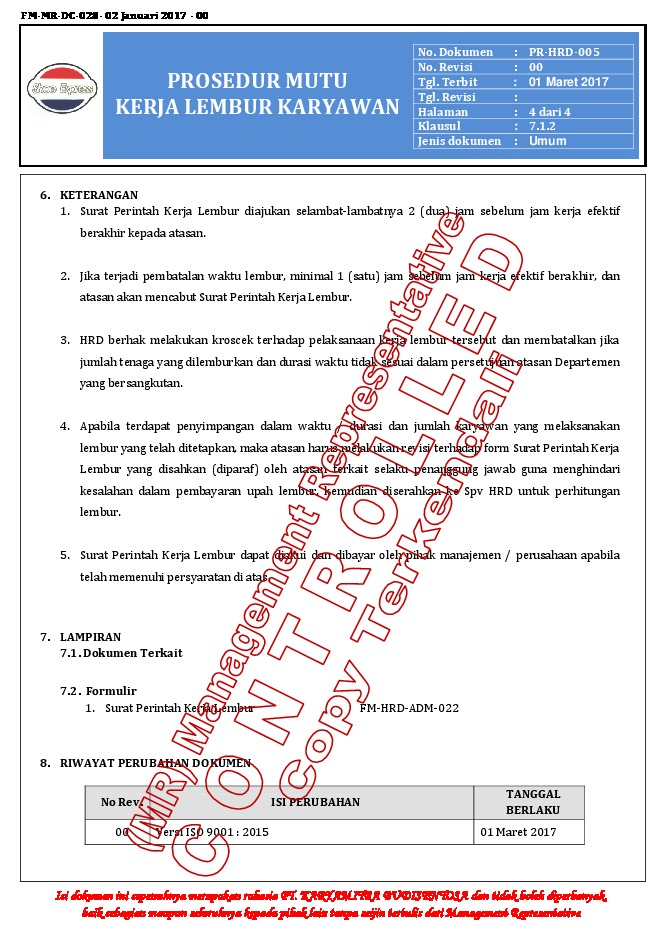 FM-MR-DC-028- 02 Januari 2017 - 00
Shoes Express
PROSEDUR MUTU
KERJA LEMBUR KARYAWAN
No. Dokumen : PR-HRD-005
No. Revisi : 00
Tgl. Terbit : 01 Maret 2017
Tgl. Revisi :
Halaman : 4 dari 4
Klausul : 7.1.2
Jenis dokumen : Umum
6. KETERANGAN
1. Surat Perintah Kerja Lembur diajukan selambat-lambatnya 2 (dua) jam sebelum jam kerja efektif
berakhir kepada atasan.
2. Jika terjadi pembatalan waktu lembur, minimal 1 (satu) jam sebelum jam kerja efektif berakhir, dan
atasan akan mencabut Surat Perintah Kerja Lembur.
3. HRD berhak melakukan kroscek terhadap pelaksanaan kerja lembur tersebut dan membatalkan jika
jumlah tenaga yang dilemburkan dan durasi waktu tidak sesuai dalam persetujuan atasan Departemen
yang bersangkutan.
4. Apabila terdapat penyimpangan dalam waktu / durasi dan jumlah karyawan yang melaksanakan
lembur yang telah ditetapkan, maka atasan harus melakukan revisi terhadap form Surat Perintah Kerja
Lembur yang disahkan (diparaf) oleh atasan terkait selaku penanggung jawab guna menghindari
kesalahan dalam pembayaran upah lembur, kemudian diserahkan ke Spv HRD untuk perhitungan
lembur.
5. Surat Perintah Kerja Lembur dapat diakui dan dibayar oleh pihak manajemen / perusahaan apabila
telah memenuhi persyaratan di atas.
7. LAMPIRAN
7.1. Dokumen Terkait
7.2. Formulir
1. Surat Perintah Kerja Lembur FM-HRD-ADM-022
8. RIWAYAT PERUBAHAN DOKUMEN
No Rev. ISI PERUBAHAN TANGGAL
BERLAKU
00 Versi ISO 9001 : 2015 01 Maret 2017
(MR) Management Representative
CONTROLLED
Copy Terkendali
Isi dokumen ini sepenuhnya merupakan rahasia PT. KARYAMITRA BUDISENTOSA dan tidak boleh diperbanyak,
baik sebagian maupun seluruhnya kepada pihak lain tanpa seijin tertulis dari Management Representative